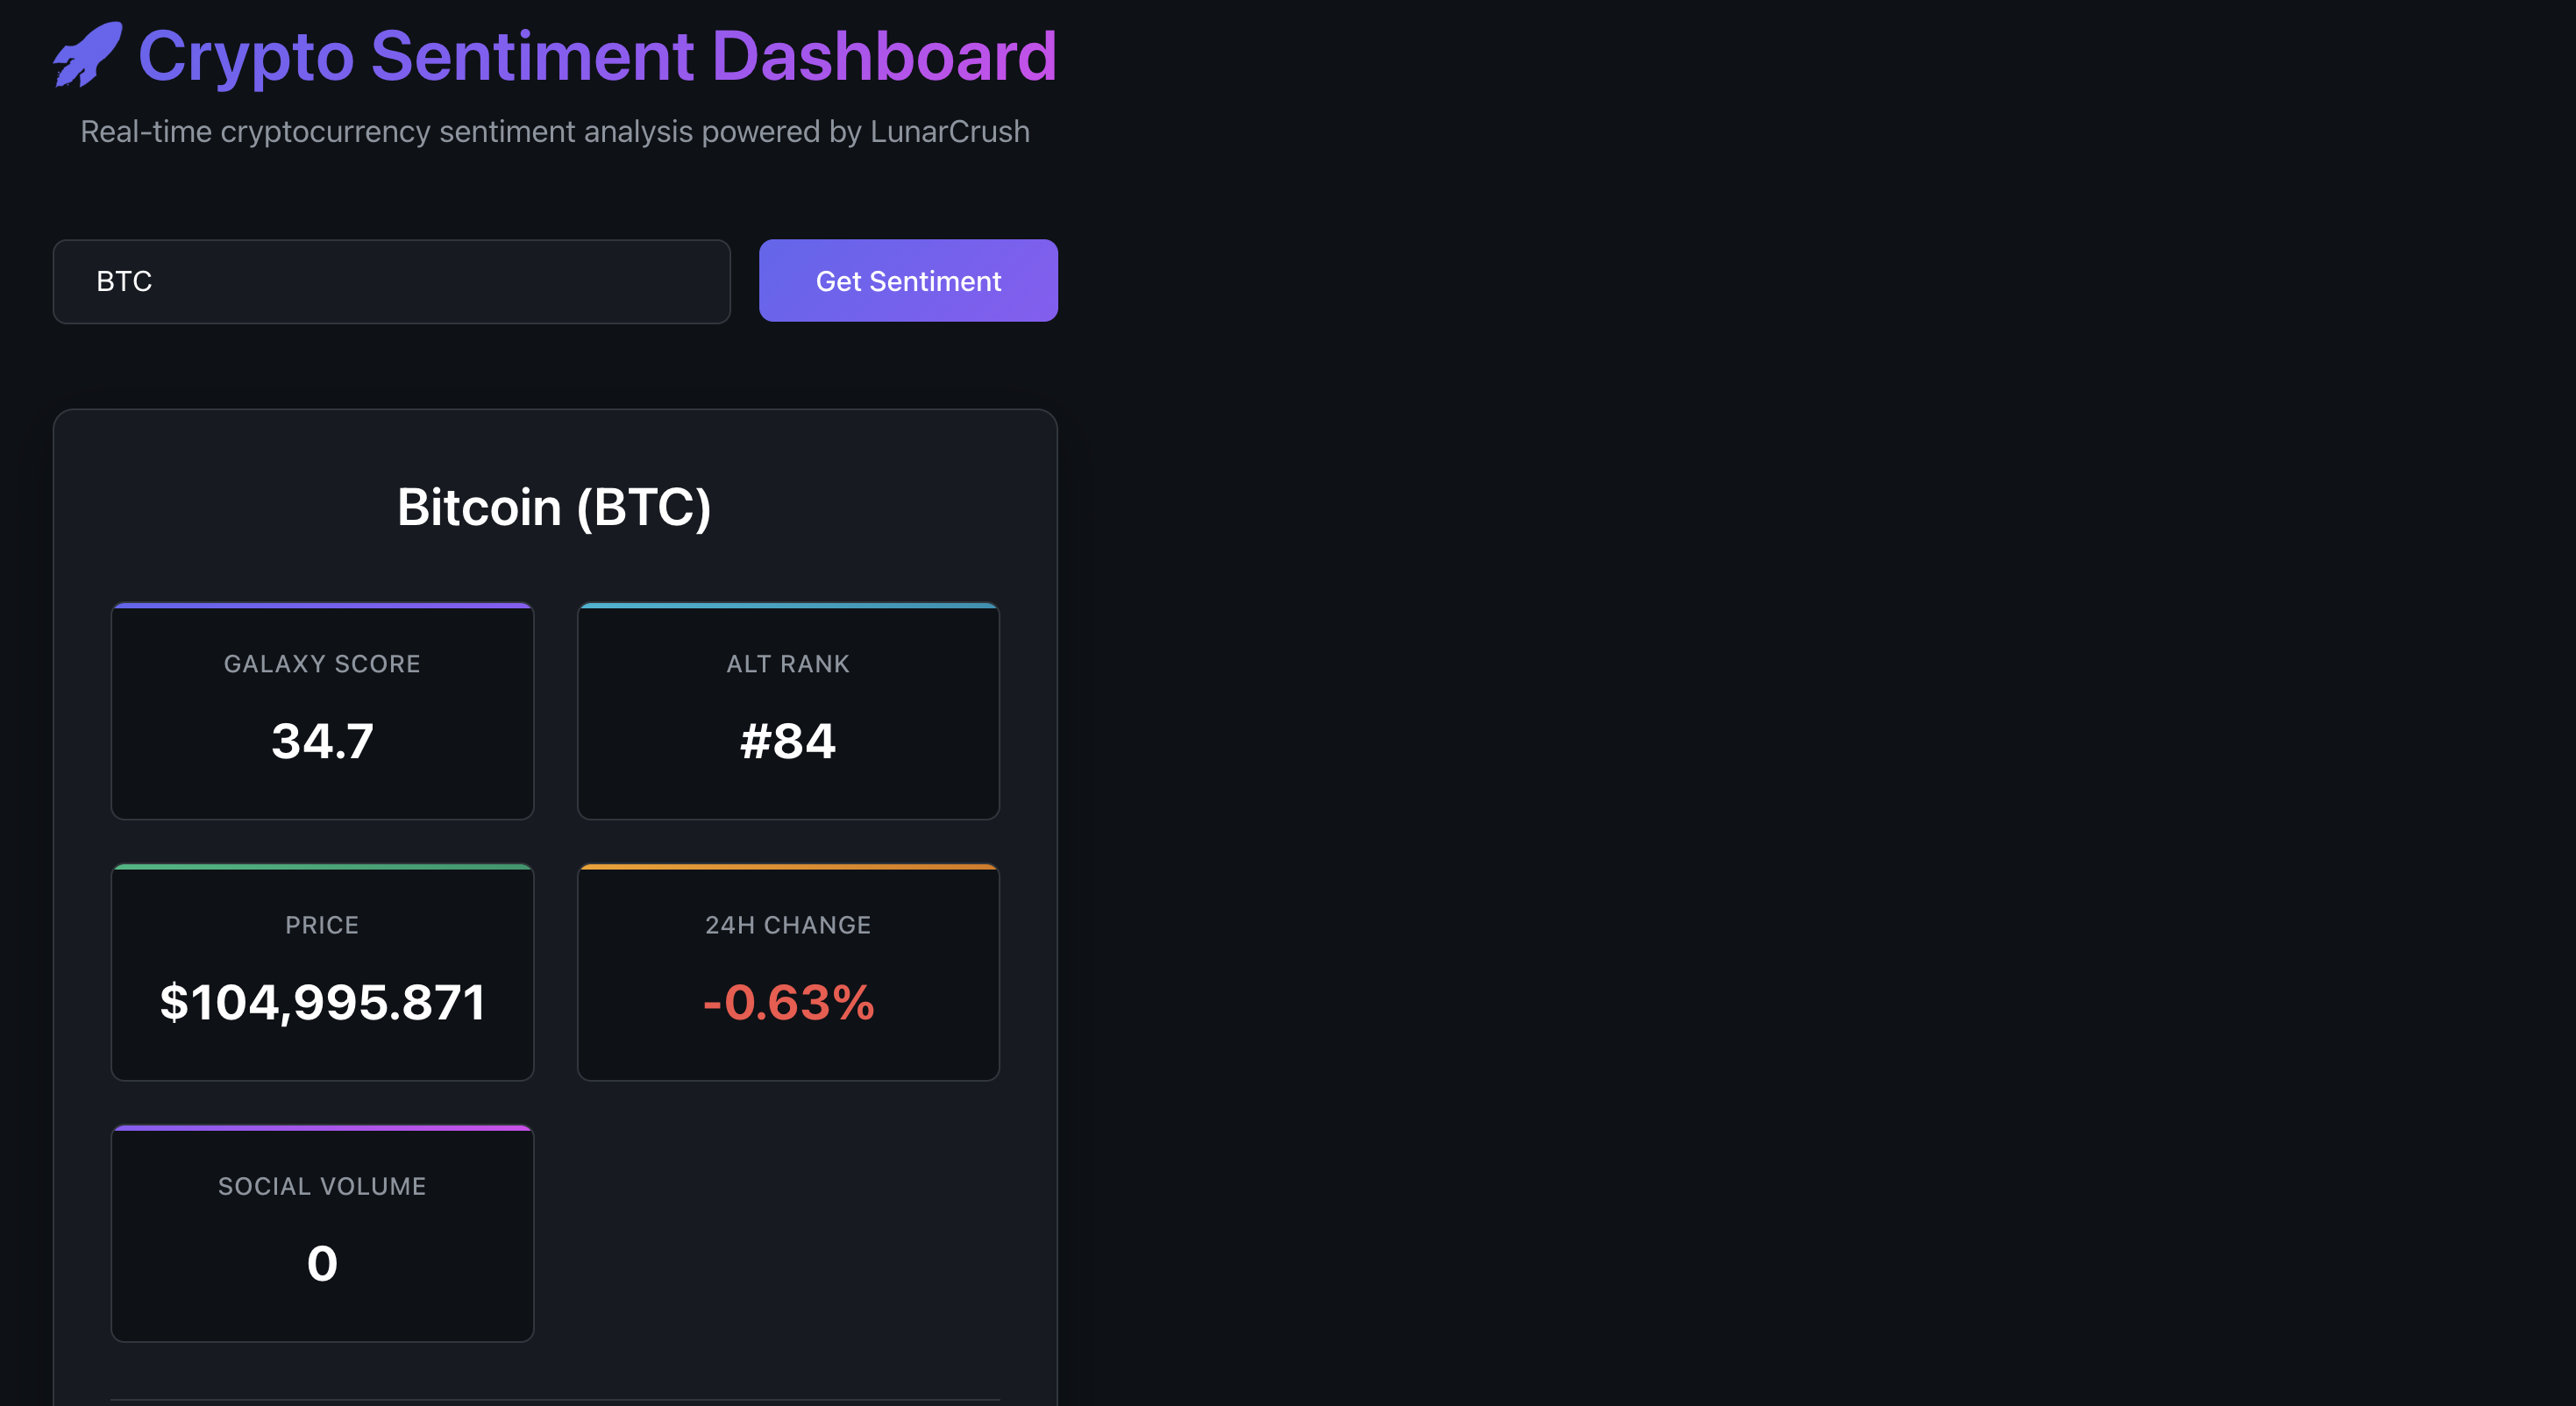 Crypto Sentiment Dashboard
Real-time cryptocurrency sentiment analysis powered by LunarCrush
BTC
Get Sentiment
Bitcoin (BTC)
GALAXY SCORE
34.7
ALT RANK
#84
PRICE
$104,995.871
24H CHANGE
-0.63%
SOCIAL VOLUME
0